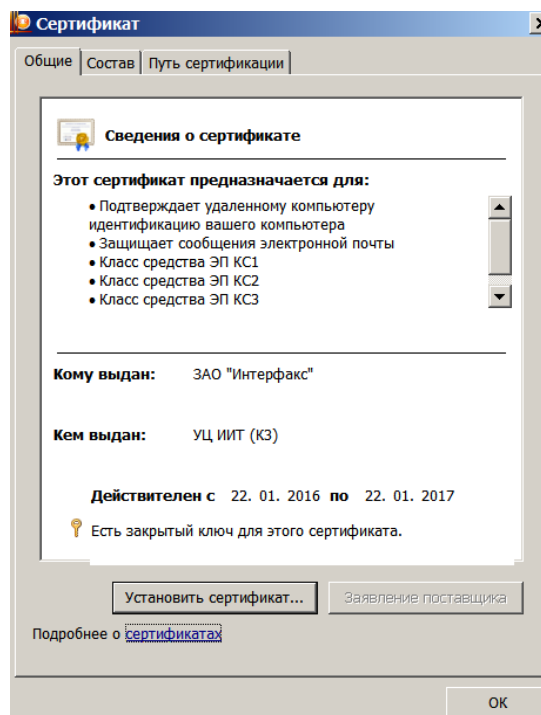 Сертификат
Общие Состав Путь сертификации
Сведения о сертификате
Этот сертификат предназначается для:
• Подтверждает удаленному компьютеру
идентификацию вашего компьютера
• Защищает сообщения электронной почты
• Класс средства ЭП КС1
• Класс средства ЭП КС2
• Класс средства ЭП КС3
Кому выдан: ЗАО "Интерфакс"
Кем выдан: УЦ ИИТ (К3)
Действителен с 22. 01. 2016 по 22. 01. 2017
Есть закрытый ключ для этого сертификата.
Установить сертификат... Заявление поставщика
Подробнее о сертификатах
ОК